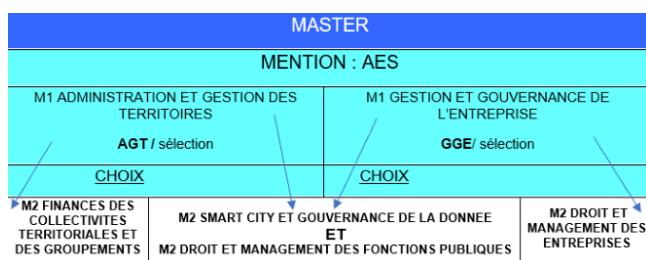 MASTER
MENTION : AES
M1 ADMINISTRATION ET GESTION DES
TERRITOIRES
AGT / sélection
M1 GESTION ET GOUVERNANCE DE
L'ENTREPRISE
GGE/ sélection
CHOIX
CHOIX
M2 FINANCES DES
COLLECTIVITES
TERRITORIALES ET
DES GROUPEMENTS
M2 SMART CITY ET GOUVERNANCE DE LA DONNEE
ET
M2 DROIT ET MANAGEMENT DES FONCTIONS PUBLIQUES
M2 DROIT ET
MANAGEMENT DES
ENTREPRISES